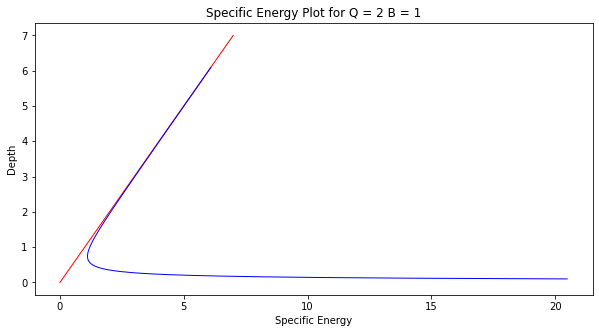 Specific Energy Plot for Q = 2 B = 1
7
6
5
4
3
2
1
0
Depth
0 5 10 15 20
Specific Energy